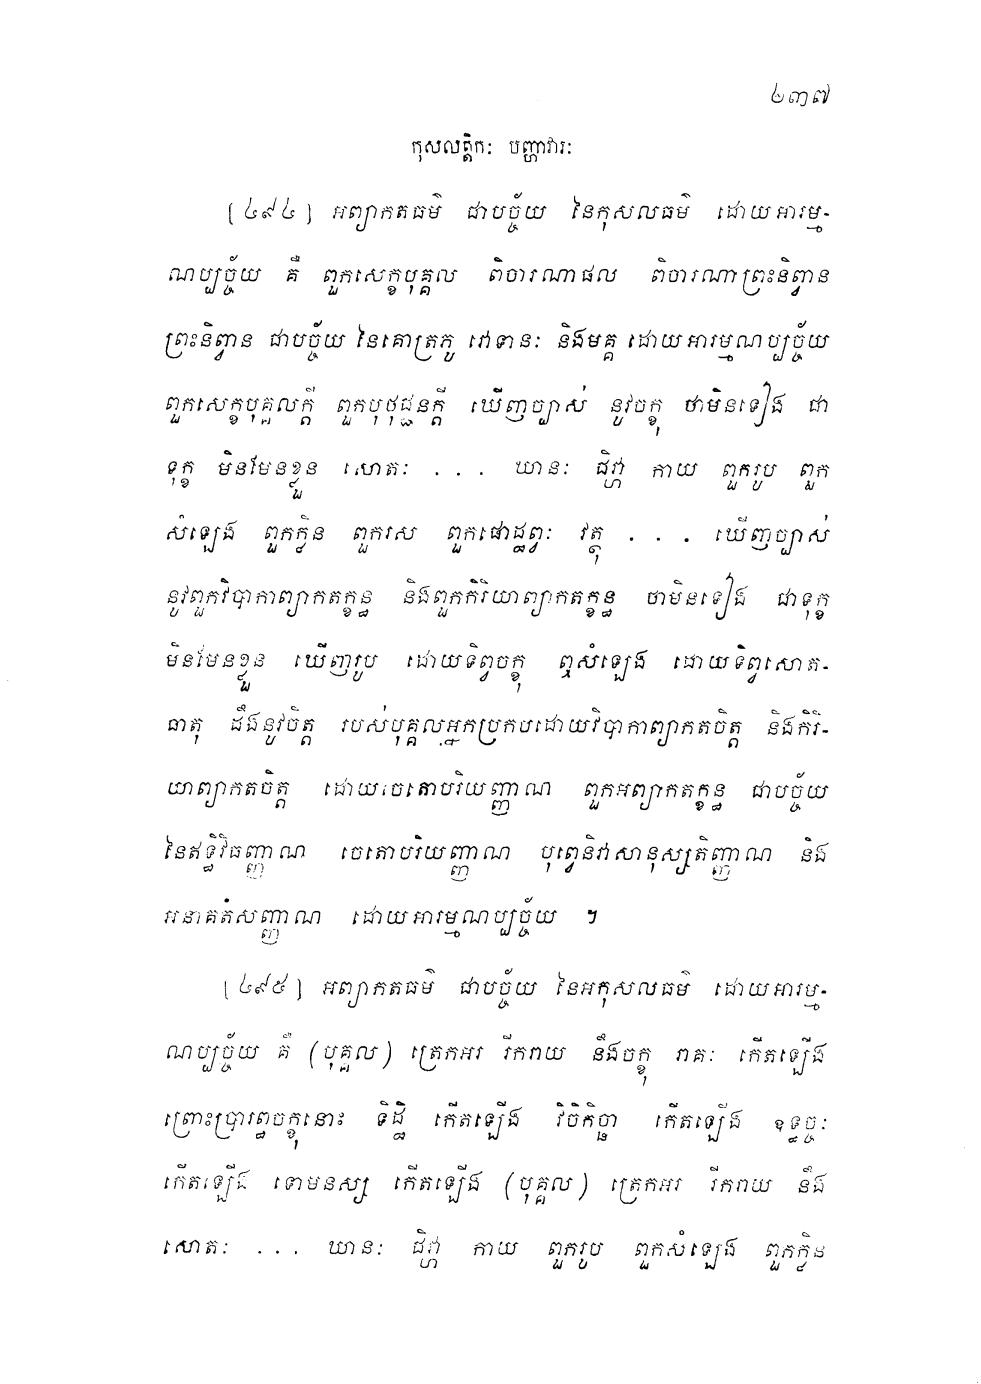 ២៣៧
កុសលត្តិកៈ បញ្ហាវារៈ
[៤៩៤] អព្យាកតធម៌ ជាបច្ច័យ នៃកុសលធម៌ ដោយអារម្ម-
ណប្បច្ច័យ គឺ ពួកសេក្ខបុគ្គល ពិចារណាផល ពិចារណាព្រះនិព្វាន
ព្រះនិព្វាន ជាបច្ច័យ នៃគោត្រភូ វោទានៈ និងមគ្គ ដោយអារម្មណប្បច្ច័យ
ពួកសេក្ខបុគ្គលក្តី ពួកបុថុជ្ជនក្តី ឃើញច្បាស់ នូវចក្ខុ ថាមិនទៀង ជា
ទុក្ខ មិនមែនខ្លួន សោតៈ . . . ឃានៈ ជិវ្ហា កាយ ពួករូប ពួក
សំឡេង ពួកក្លិន ពួករស ពួកផោដ្ឋព្វៈ វត្ថុ . . . ឃើញច្បាស់
នូវពួកវិបាកាព្យាកតក្ខន្ធ និងពួកកិរិយាព្យាកតក្ខន្ធ ថាមិនទៀង ជាទុក្ខ
មិនមែនខ្លួន ឃើញរូប ដោយទិព្វចក្ខុ ឮសំឡេង ដោយទិព្វសោត-
ធាតុ ដឹងនូវចិត្ត របស់បុគ្គលអ្នកប្រកបដោយវិបាកាព្យាកតចិត្ត និងកិរិ-
យាព្យាកតចិត្ត ដោយចេតោបរិយញ្ញាណ ពួកអព្យាកតក្ខន្ធ ជាបច្ច័យ
នៃឥទ្ធិវិធញ្ញាណ ចេតោបរិយញ្ញាណ បុព្វេនិវាសានុស្សតិញ្ញាណ និង
អនាគតំសញ្ញាណ ដោយអារម្មណប្បច្ច័យ ។
[៤៩៥] អព្យាកតធម៌ ជាបច្ច័យ នៃអកុសលធម៌ ដោយអារម្ម-
ណប្បច្ច័យ គឺ (បុគ្គល) ត្រេកអរ រីករាយ នឹងចក្ខុ រាគៈ កើតឡើង
ព្រោះប្រារព្ធចក្ខុនោះ ទិដ្ឋិ កើតឡើង វិចិកិច្ឆា កើតឡើង ឧទ្ធច្ចៈ
កើតឡើង ទោមនស្ស កើតឡើង (បុគ្គល) ត្រេកអរ រីករាយ នឹង
សោតៈ . . . ឃានៈ ជិវ្ហា កាយ ពួករូប ពួកសំឡេង ពួកក្លិន